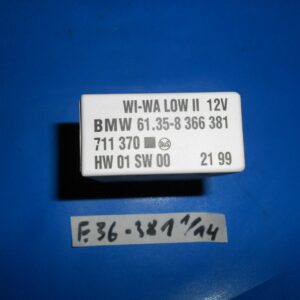 WI-WA LOW II 12V
BMW 61.35-8 366 381
711 370
HW 01 SW 00 21 99
E36-381 1/14